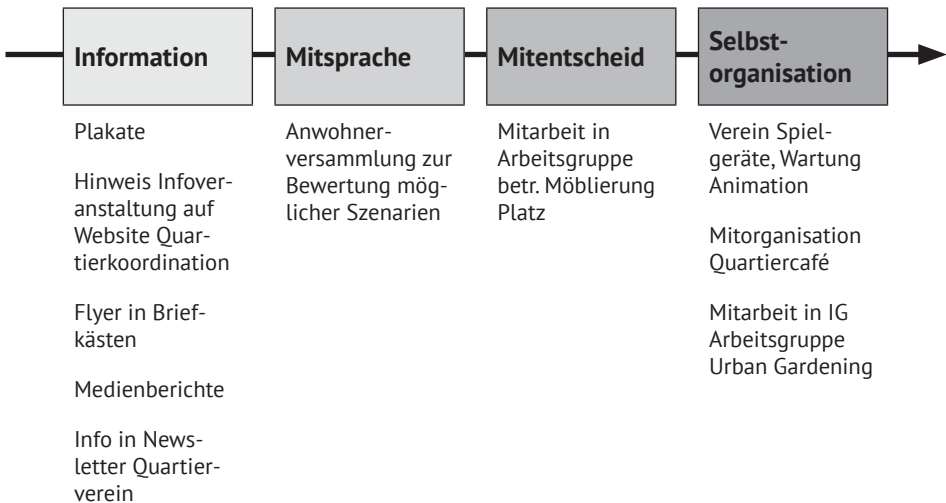 Information
Mitsprache
Mitentscheid
Selbst-
organisation
Plakate
Hinweis Infover-
anstaltung auf
Website Quar-
tierkoordination
Flyer in Brief-
kästen
Medienberichte
Info in News-
letter Quartier-
verein
Anwohner-
versammlung zur
Bewertung mög-
licher Szenarien
Mitarbeit in
Arbeitsgruppe
betr. Möblierung
Platz
Verein Spiel-
geräte, Wartung
Animation
Mitorganisation
Quartiercafé
Mitarbeit in IG
Arbeitsgruppe
Urban Gardening